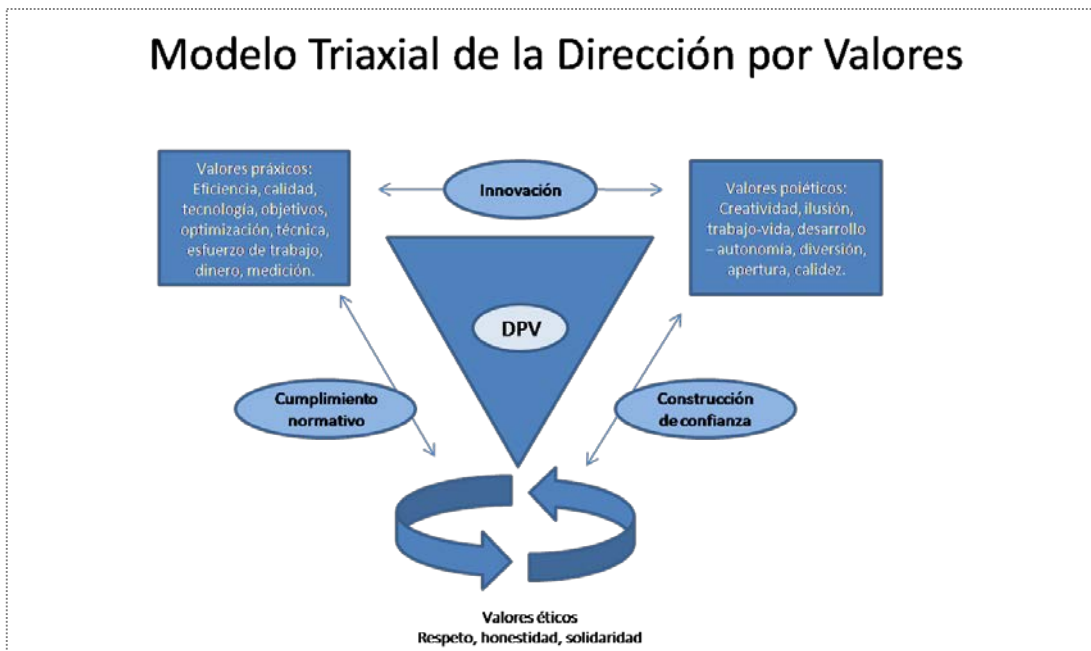 Modelo Triaxial de la Dirección por Valores
Valores práxicos:
Eficiencia, calidad,
tecnología, objetivos,
optimización, técnica,
esfuerzo de trabajo,
dinero, medición.
Innovación
Valores poiéticos:
Creatividad, ilusión,
trabajo-vida, desarrollo
– autonomía, diversión,
apertura, calidez.
DPV
Cumplimiento
normativo
Construcción
de confianza
Valores éticos
Respeto, honestidad, solidaridad